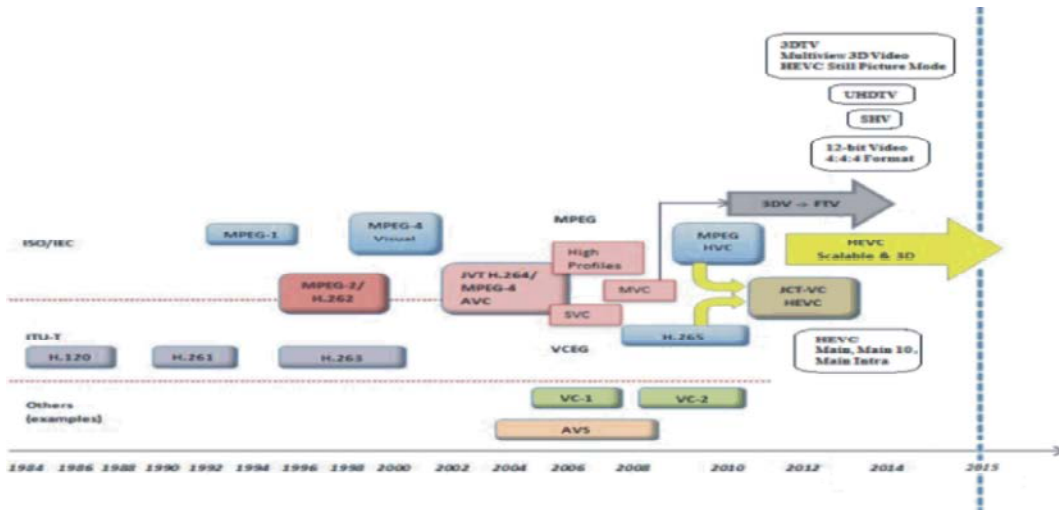 3DTV
Multiview 3D Video
HEVC Still Picture Mode
UHDTV
SHV
12-bit Video
4:4:4 Format
3DV -> FTV
MPEG
ISO/IEC
MPEG-1
MPEG-4
Visual
High
Profiles
MPEG
HVC
HEVC
Scalable & 3D
MPEG-2/
H.262
JVT H.264/
MPEG-4
AVC
MVC
JCT-VC
HEVC
SVC
ITU-T
VCEG
H.265
HEVC
Main, Main 10,
Main Intra
H.120
H.261
H.263
Others
(examples)
VC-1
VC-2
AVS
1984 1986 1988 1990 1992 1994 1996 1998 2000 2002 2004 2006 2008 2010 2012 2014 2015